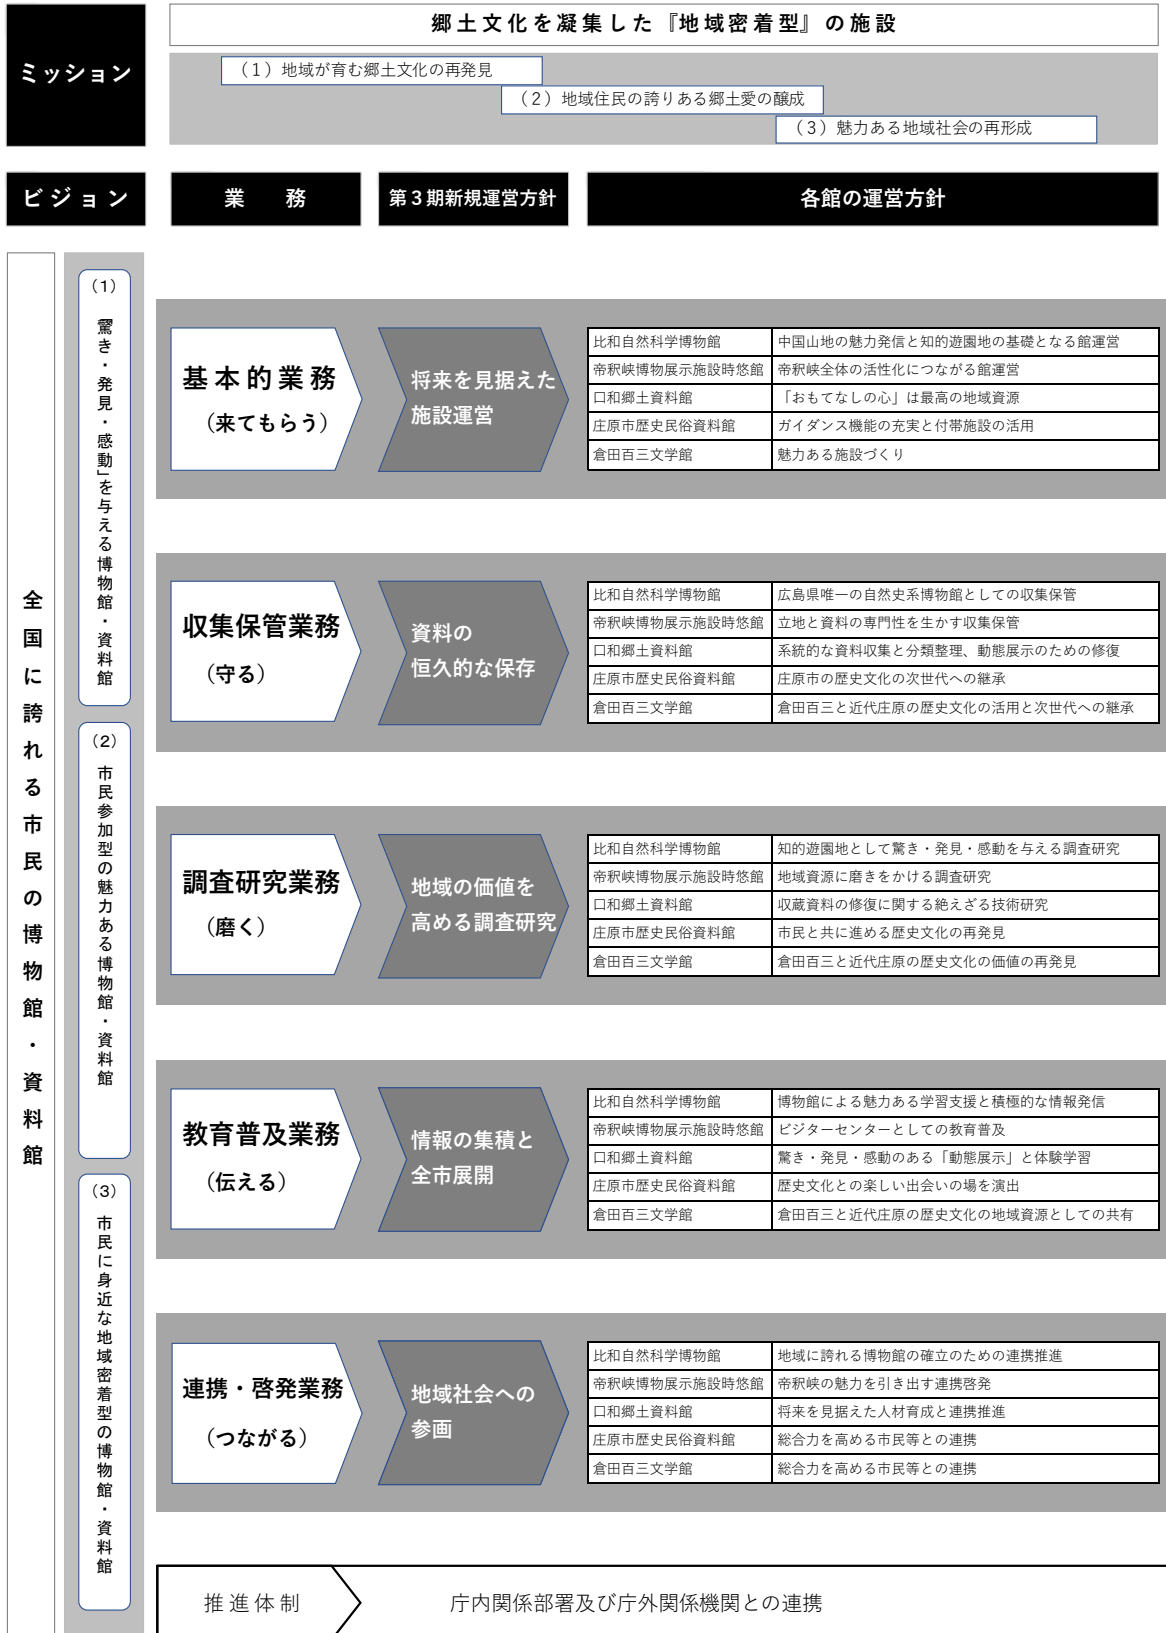 ミッション
郷土文化を凝集した『地域密着型』の施設
（１）地域が育む郷土文化の再発見
（２）地域住民の誇りある郷土愛の醸成
（３）魅力ある地域社会の再形成
ビジョン
業　務
第３期新規運営方針
各館の運営方針
全国に誇れる市民の博物館・資料館
（１）「驚き・発見・感動」を与える博物館・資料館
（２）市民参加型の魅力ある博物館・資料館
（３）市民に身近な地域密着型の博物館・資料館
基本的業務
（来てもらう）
将来を見据えた
施設運営
比和自然科学博物館　中国山地の魅力発信と知的遊園地の基礎となる館運営
帝釈峡博物展示施設時悠館　帝釈峡全体の活性化につながる館運営
口和郷土資料館　「おもてなしの心」は最高の地域資源
庄原市歴史民俗資料館　ガイダンス機能の充実と付帯施設の活用
倉田百三文学館　魅力ある施設づくり
収集保管業務
（守る）
資料の
恒久的な保存
比和自然科学博物館　広島県唯一の自然史系博物館としての収集保管
帝釈峡博物展示施設時悠館　立地と資料の専門性を生かす収集保管
口和郷土資料館　系統的な資料収集と分類整理、動態展示のための修復
庄原市歴史民俗資料館　庄原市の歴史文化の次世代への継承
倉田百三文学館　倉田百三と近代庄原の歴史文化の活用と次世代への継承
調査研究業務
（磨く）
地域の価値を
高める調査研究
比和自然科学博物館　知的遊園地として驚き・発見・感動を与える調査研究
帝釈峡博物展示施設時悠館　地域資源に磨きをかける調査研究
口和郷土資料館　収蔵資料の修復に関する絶えざる技術研究
庄原市歴史民俗資料館　市民と共に進める歴史文化の再発見
倉田百三文学館　倉田百三と近代庄原の歴史文化の価値の再発見
教育普及業務
（伝える）
情報の集積と
全市展開
比和自然科学博物館　博物館による魅力ある学習支援と積極的な情報発信
帝釈峡博物展示施設時悠館　ビジターセンターとしての教育普及
口和郷土資料館　驚き・発見・感動のある「動態展示」と体験学習
庄原市歴史民俗資料館　歴史文化との楽しい出会いの場を演出
倉田百三文学館　倉田百三と近代庄原の歴史文化の地域資源としての共有
連携・啓発業務
（つながる）
地域社会への
参画
比和自然科学博物館　地域に誇れる博物館の確立のための連携推進
帝釈峡博物展示施設時悠館　帝釈峡の魅力を引き出す連携啓発
口和郷土資料館　将来を見据えた人材育成と連携推進
庄原市歴史民俗資料館　総合力を高める市民等との連携
倉田百三文学館　総合力を高める市民等との連携
推進体制
庁内関係部署及び庁外関係機関との連携